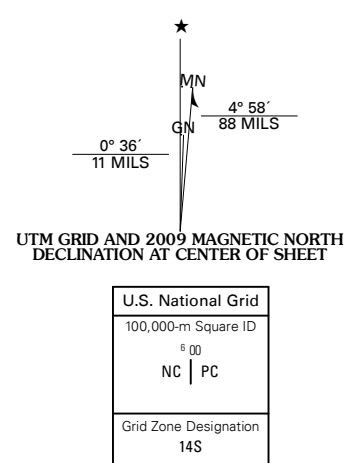 ★
MN
4° 58´
88 MILS
GN
0° 36´
11 MILS
UTM GRID AND 2009 MAGNETIC NORTH
DECLINATION AT CENTER OF SHEET
U.S. National Grid
100,000-m Square ID
6 00
NC | PC
Grid Zone Designation
14S